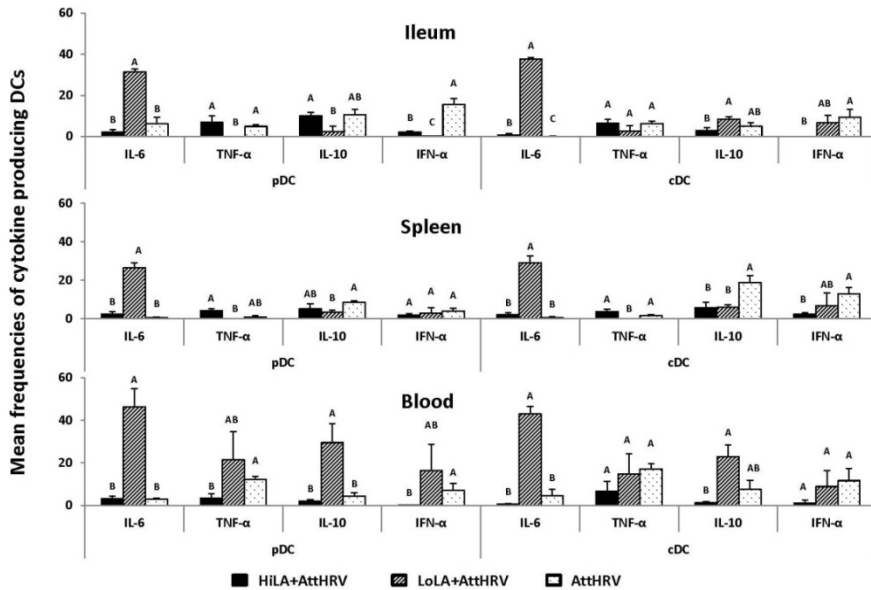 Mean frequencies of cytokine producing DCs
60
Ileum
40
20
0
A
B
B
A
B
A
A
B
AB
B
C
A
A
B
C
A
A
A
B
A
AB
B
AB
A
IL-6
TNF-α
IL-10
IFN-α
IL-6
TNF-α
IL-10
IFN-α
pDC
cDC
60
Spleen
40
20
0
B
A
B
A
B
AB
AB
B
A
A
A
A
B
A
B
A
B
A
B
B
A
B
AB
A
IL-6
TNF-α
IL-10
IFN-α
IL-6
TNF-α
IL-10
IFN-α
pDC
cDC
60
Blood
40
20
0
B
A
B
B
AB
A
B
A
B
B
AB
A
B
A
B
A
A
A
B
A
AB
A
A
A
IL-6
TNF-α
IL-10
IFN-α
IL-6
TNF-α
IL-10
IFN-α
pDC
cDC
HiLA+AttHRV LoLA+AttHRV AttHRV